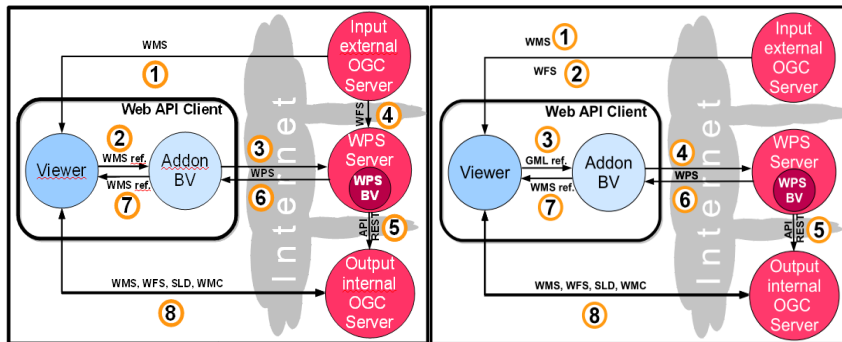 WMS
1
Input
external
OGC
Server
4
WFS
Web API Client
2
WMS ref.
Viewer
Addon
BV
WMS ref.
7
3
WPS
6
WPS
Server
WPS
BV
Internet
API
REST
5
WMS, WFS, SLD, WMC
8
Output
internal
OGC
Server
WMS
1
WFS
2
Input
external
OGC
Server
Web API Client
3
GML ref.
Viewer
Addon
BV
WMS ref.
7
4
WPS
6
WPS
Server
WPS
BV
Internet
API
REST
5
WMS, WFS, SLD, WMC
8
Output
internal
OGC
Server